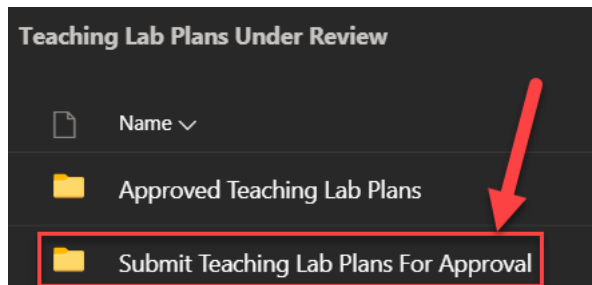 Teaching Lab Plans Under Review
Name
Approved Teaching Lab Plans
Submit Teaching Lab Plans For Approval